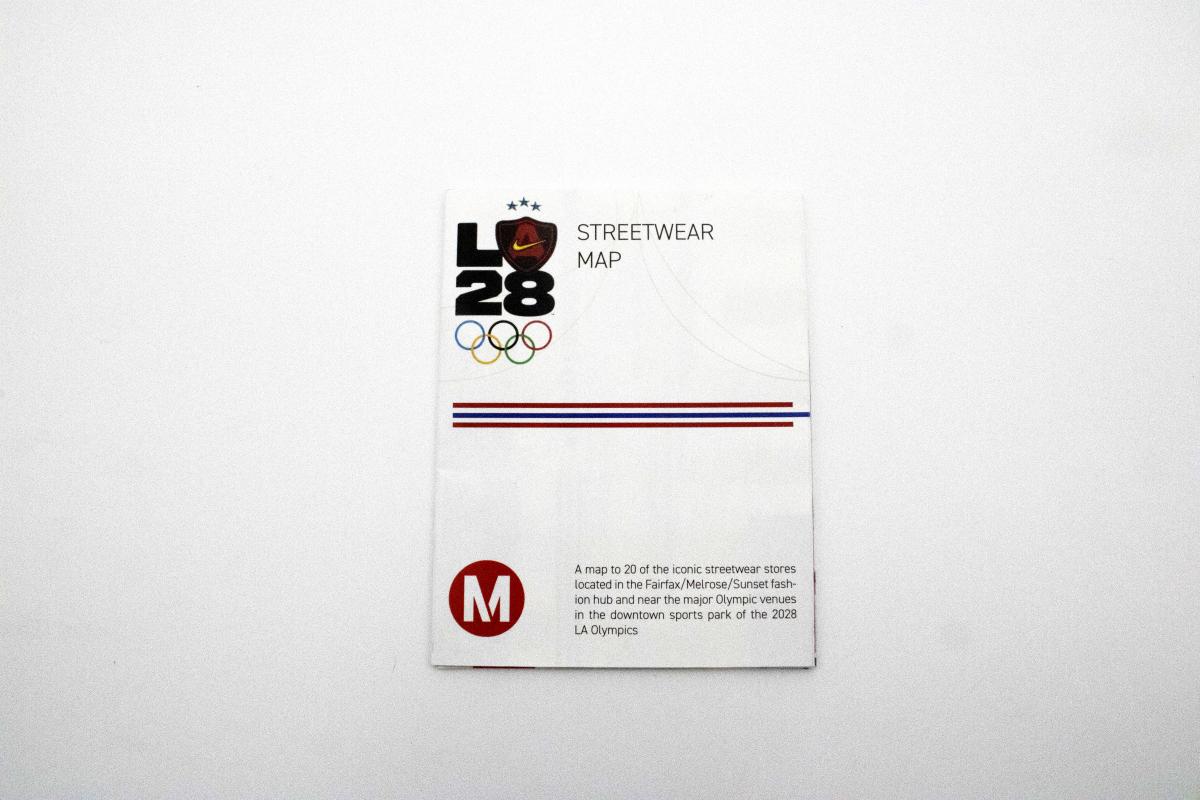 LA
28
STREETWEAR
MAP
M
A map to 20 of the iconic streetwear stores
located in the Fairfax/Melrose/Sunset fash-
ion hub and near the major Olympic venues
in the downtown sports park of the 2028
LA Olympics